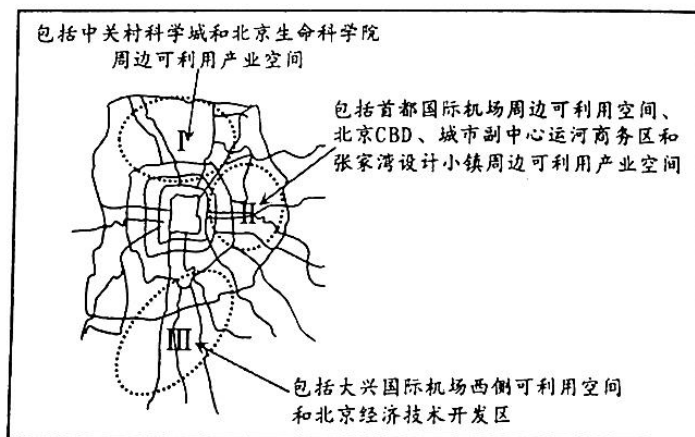 包括中关村科学城和北京生命科学院
周边可利用产业空间
包括首都国际机场周边可利用空间、
北京CBD、城市副中心运河商务区和
张家湾设计小镇周边可利用产业空间
I
II
III
包括大兴国际机场西侧可利用空间
和北京经济技术开发区